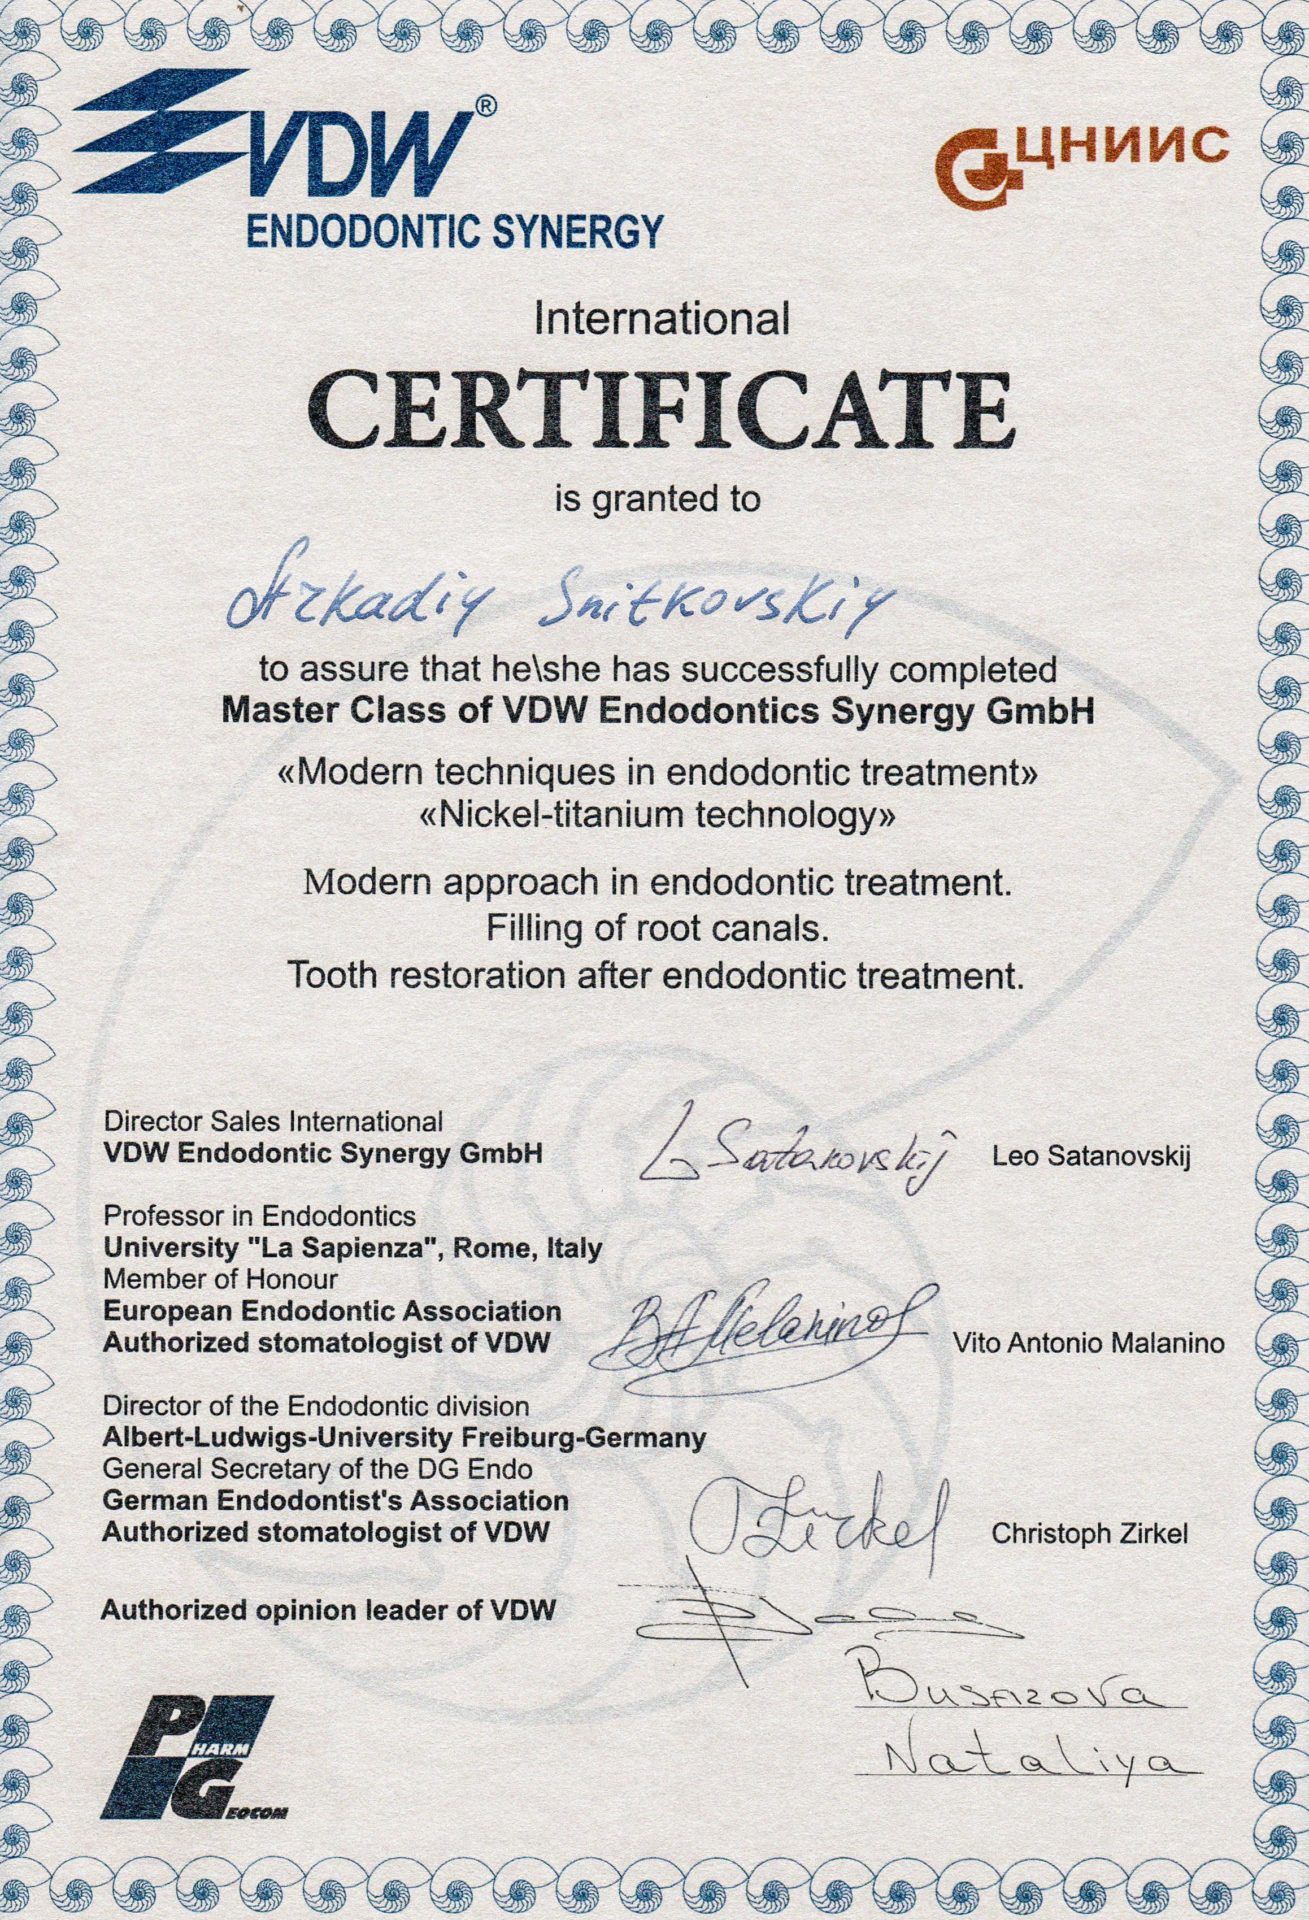 VDW®
ENDODONTIC SYNERGY
ЦНИИС
International
CERTIFICATE
is granted to
Arkadiy Snitkovskiy
to assure that he\she has successfully completed
Master Class of VDW Endodontics Synergy GmbH
«Modern techniques in endodontic treatment»
«Nickel-titanium technology»
Modern approach in endodontic treatment.
Filling of root canals.
Tooth restoration after endodontic treatment.
Director Sales International
VDW Endodontic Synergy GmbH
L Satanovskij
Leo Satanovskij
Professor in Endodontics
University "La Sapienza", Rome, Italy
Member of Honour
European Endodontic Association
Authorized stomatologist of VDW
Vito Antonio Malanino
Director of the Endodontic division
Albert-Ludwigs-University Freiburg-Germany
General Secretary of the DG Endo
German Endodontist's Association
Authorized stomatologist of VDW
Zirkel
Christoph Zirkel
Authorized opinion leader of VDW
Nataliya
PHARM
GEOCOM